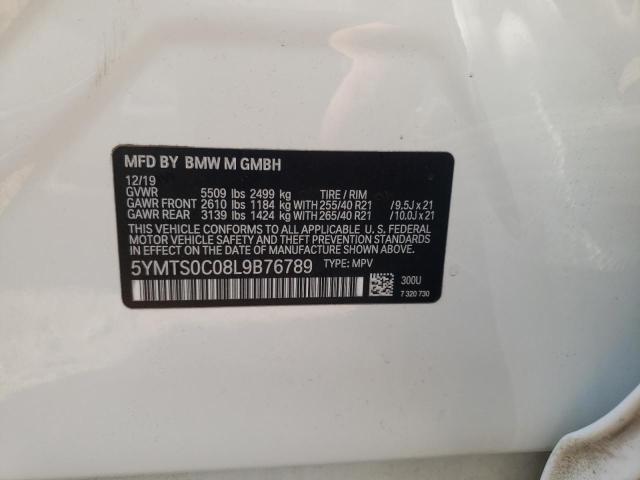 MFD BY BMW M GMBH
12/19
GVWR 5509 lbs 2499 kg TIRE / RIM
GAWR FRONT 2610 lbs 1184 kg WITH 255/40 R21 / 9.5J x 21
GAWR REAR 3139 lbs 1424 kg WITH 265/40 R21 / 10.0J x 21
THIS VEHICLE CONFORMS TO ALL APPLICABLE U. S. FEDERAL
MOTOR VEHICLE SAFETY STANDARDS
IN EFFECT ON THE DATE OF MANUFACTURE SHOWN ABOVE.
5YMTS0C08L9B76789 TYPE: MPV
300U
7 320 730